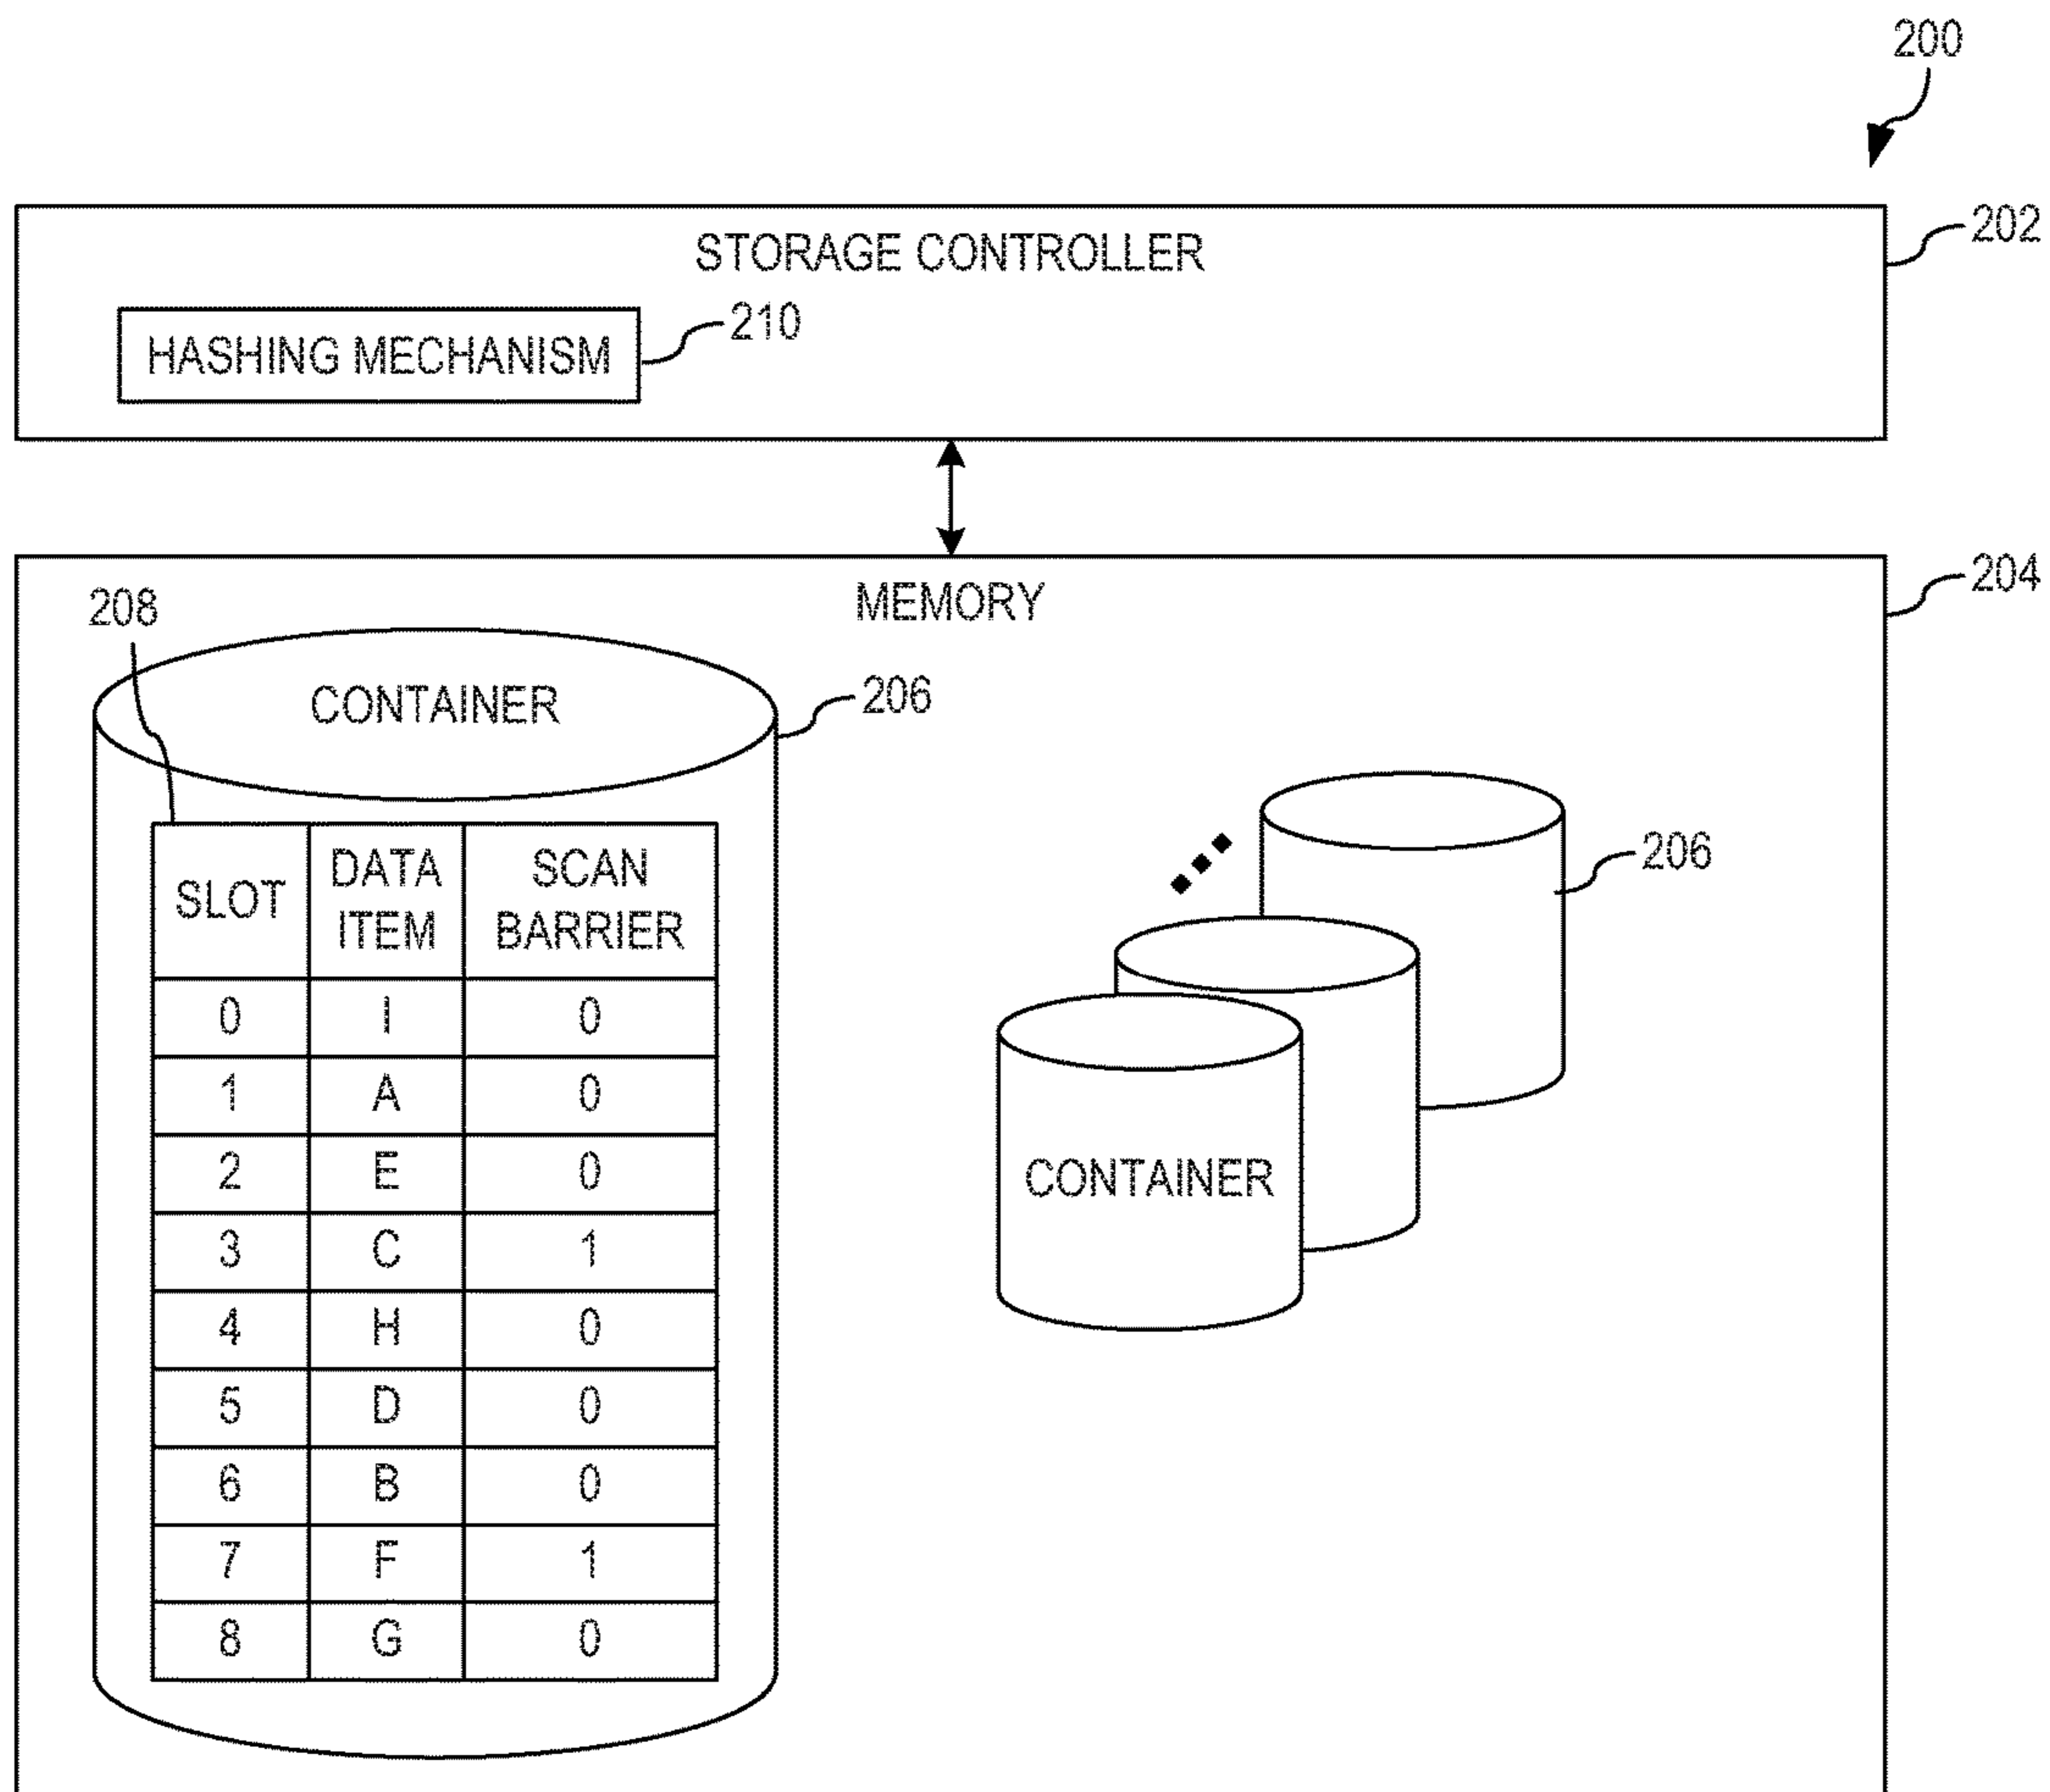 200
202
STORAGE CONTROLLER
210
HASHING MECHANISM
204
MEMORY
208
206
CONTAINER
SLOT DATA ITEM SCAN BARRIER
0 I 0
1 A 0
2 E 0
3 C 1
4 H 0
5 D 0
6 B 0
7 F 1
8 G 0
206
CONTAINER